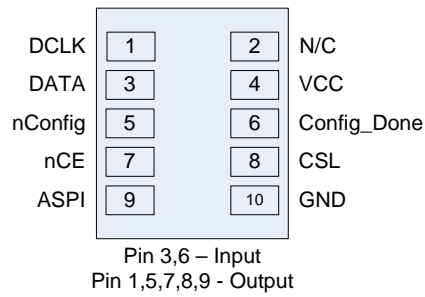 DCLK 1 2 N/C
DATA 3 4 VCC
nConfig 5 6 Config_Done
nCE 7 8 CSL
ASPI 9 10 GND
Pin 3,6 – Input
Pin 1,5,7,8,9 - Output